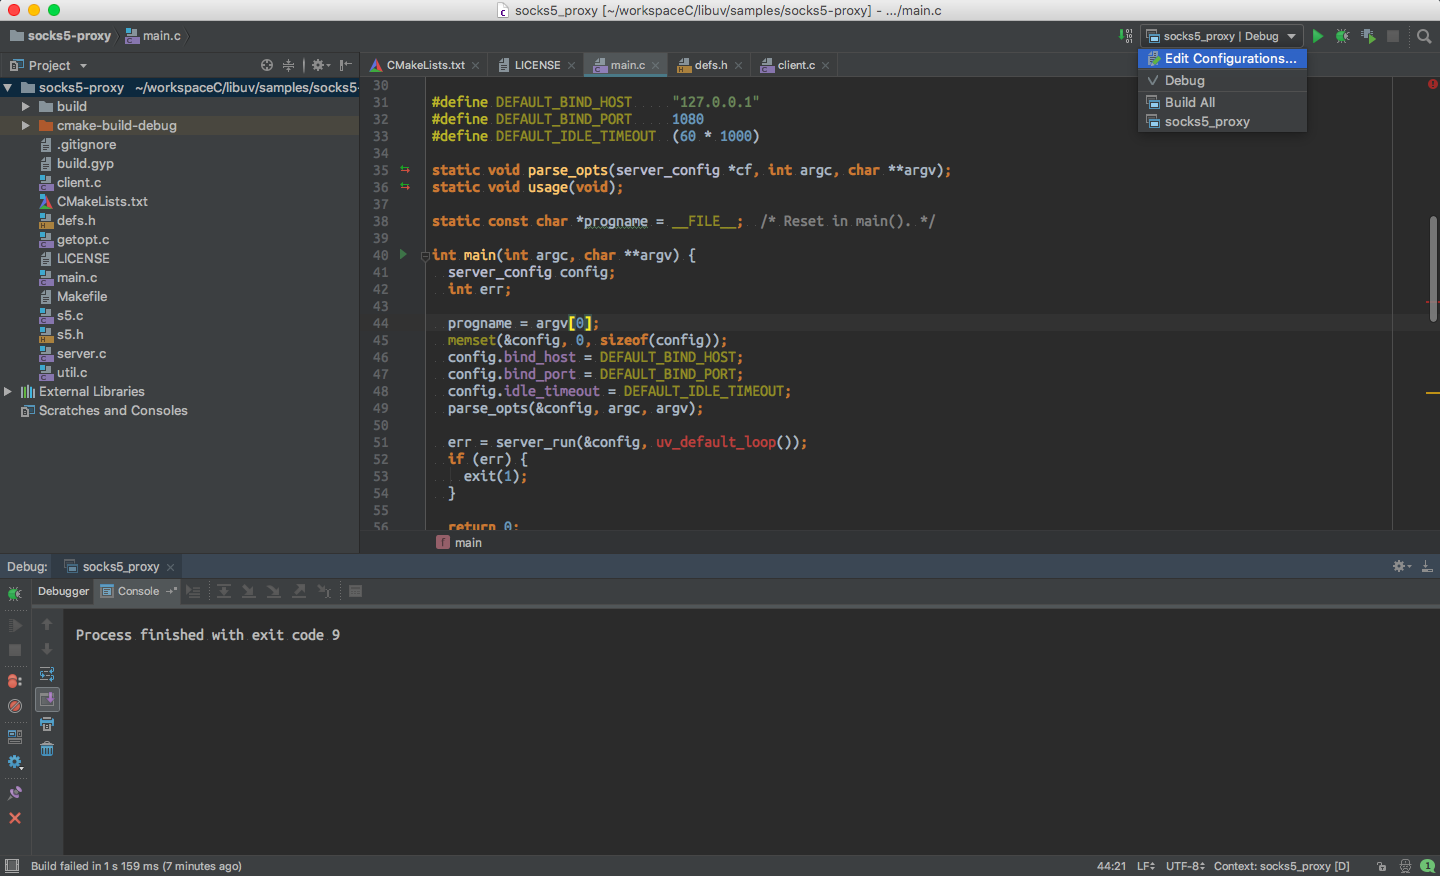 socks5_proxy [~/workspaceC/libuv/samples/socks5-proxy] - .../main.c
socks5-proxy main.c
socks5_proxy | Debug
Edit Configurations...
Debug
Build All
socks5_proxy
Project
socks5-proxy ~/workspaceC/libuv/samples/socks5-
build
cmake-build-debug
.gitignore
build.gyp
client.c
CMakeLists.txt
defs.h
getopt.c
LICENSE
main.c
Makefile
s5.c
s5.h
server.c
util.c
External Libraries
Scratches and Consoles
CMakeLists.txt LICENSE main.c defs.h client.c
30
31 #define DEFAULT_BIND_HOST "127.0.0.1"
32 #define DEFAULT_BIND_PORT 1080
33 #define DEFAULT_IDLE_TIMEOUT (60 * 1000)
34
35 static void parse_opts(server_config *cf, int argc, char **argv);
36 static void usage(void);
37
38 static const char *progname = __FILE__; /* Reset in main(). */
39
40 int main(int argc, char **argv) {
41 server_config config;
42 int err;
43
44 progname = argv[0];
45 memset(&config, 0, sizeof(config));
46 config.bind_host = DEFAULT_BIND_HOST;
47 config.bind_port = DEFAULT_BIND_PORT;
48 config.idle_timeout = DEFAULT_IDLE_TIMEOUT;
49 parse_opts(&config, argc, argv);
50
51 err = server_run(&config, uv_default_loop());
52 if (err) {
53 exit(1);
54 }
55
56 return 0;
main
Debug: socks5_proxy
Debugger Console
Process finished with exit code 9
Build failed in 1 s 159 ms (7 minutes ago)
44:21 LF UTF-8 Context: socks5_proxy [D] 1